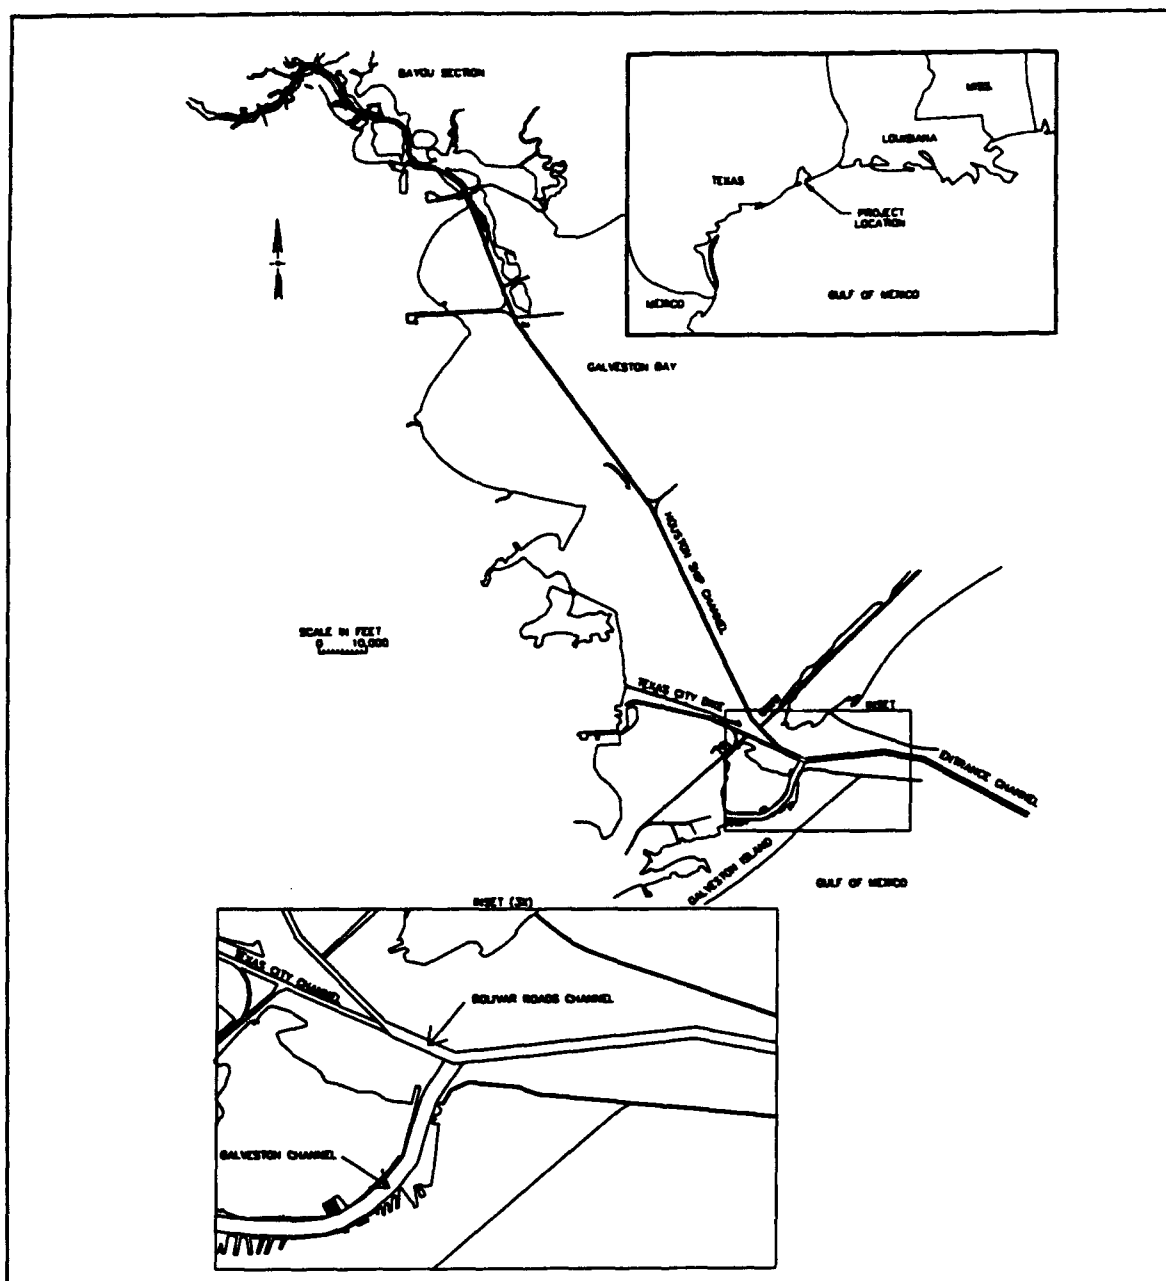 BAYOU SECTION
MISS.
LOUISIANA
TEXAS
PROJECT
LOCATION
MEXICO
GULF OF MEXICO
GALVESTON BAY
HOUSTON SHIP CHANNEL
SCALE IN FEET
0 10,000
TEXAS CITY DIKE
INSET
ENTRANCE CHANNEL
GALVESTON ISLAND
GULF OF MEXICO
INSET (3X)
TEXAS CITY CHANNEL
BOLIVAR ROADS CHANNEL
GALVESTON CHANNEL